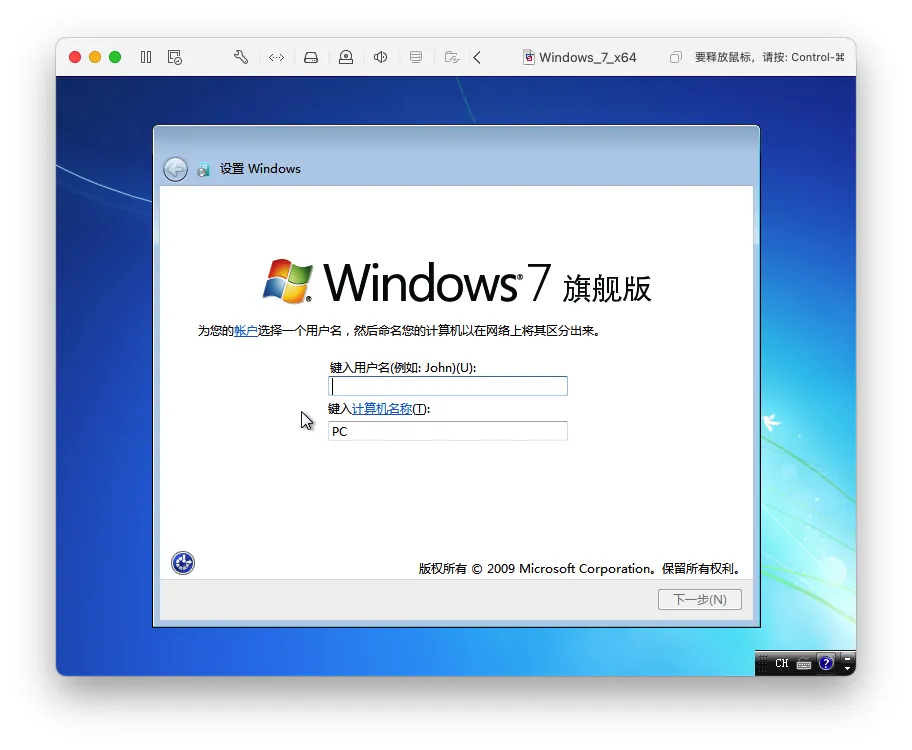 Windows_7_x64
要释放鼠标，请按: Control-⌘
设置 Windows
Windows® 7 旗舰版
为您的帐户选择一个用户名，然后命名您的计算机以在网络上将其区分出来。
键入用户名(例如: John)(U):
键入计算机名称(T):
PC
版权所有 © 2009 Microsoft Corporation。保留所有权利。
下一步(N)
CH